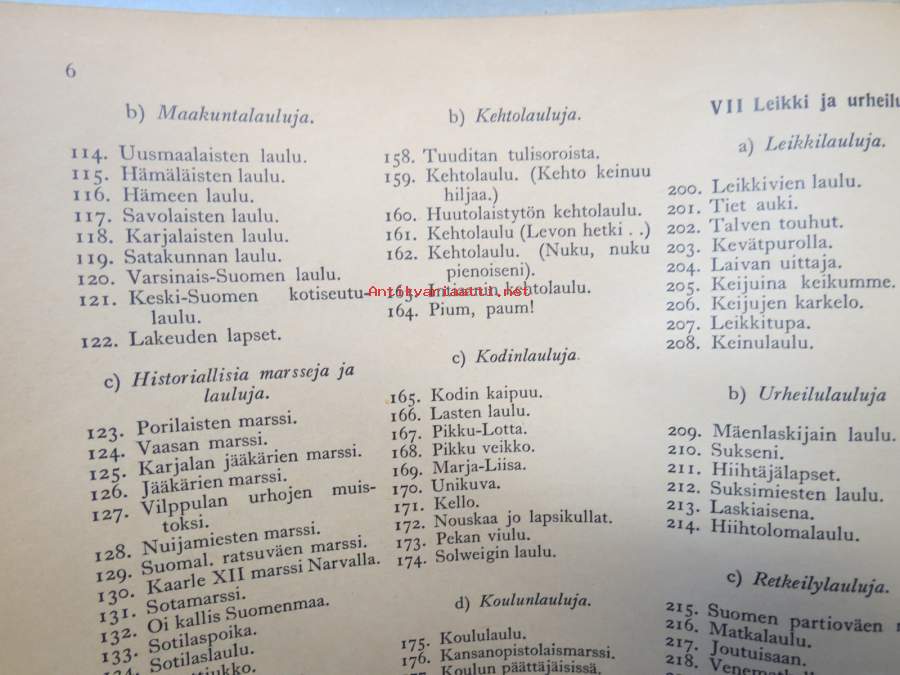 6
b) Maakuntalauluja.
114. Uusmaalaisten laulu.
115. Hämäläisten laulu.
116. Hämeen laulu.
117. Savolaisten laulu.
118. Karjalaisten laulu.
119. Satakunnan laulu.
120. Varsinais-Suomen laulu.
121. Keski-Suomen kotiseutu-
laulu.
122. Lakeuden lapset.
c) Historiallisia marsseja ja
lauluja.
123. Porilaisten marssi.
124. Vaasan marssi.
125. Karjalan jääkärien marssi.
126. Jääkärien marssi.
127. Vilppulan urhojen muis-
toksi.
128. Nuijamiesten marssi.
129. Suomal. ratsuväen marssi.
130. Kaarle XII marssi Narvalla.
131. Sotamarssi.
132. Oi kallis Suomenmaa.
133. Sotilaspoika.
134. Sotilaslaulu.
b) Kehtolauluja.
158. Tuuditan tulisoroista.
159. Kehtolaulu. (Kehto keinuu
hiljaa.)
160. Huutolaistytön kehtolaulu.
161. Kehtolaulu (Levon hetki . .)
162. Kehtolaulu. (Nuku, nuku
pienoiseni).
163. Intiaanin kehtolaulu.
Antikvariaatti.net
164. Pium, paum!
c) Kodinlauluja.
165. Kodin kaipuu.
166. Lasten laulu.
167. Pikku-Lotta.
168. Pikku veikko.
169. Marja-Liisa.
170. Unikuva.
171. Kello.
172. Nouskaa jo lapsikullat.
173. Pekan viulu.
174. Solweigin laulu.
d) Koulunlauluja.
175. Koululaulu.
176. Kansanopistolaismarssi.
Koulun päättäjäisissä.
VII Leikki ja urheilu
a) Leikkilauluja.
200. Leikkivien laulu.
201. Tiet auki.
202. Talven touhut.
203. Kevätpurolla.
204. Laivan uittaja.
205. Keijuina keikumme.
206. Keijujen karkelo.
207. Leikkitupa.
208. Keinulaulu.
b) Urheilulauluja
209. Mäenlaskijain laulu.
210. Sukseni.
211. Hiihtäjälapset.
212. Suksimiesten laulu.
213. Laskiaisena.
214. Hiihtolomalaulu.
c) Retkeilylauluja.
215. Suomen partioväen
216. Matkalaulu.
217. Joutuisaan.
218.